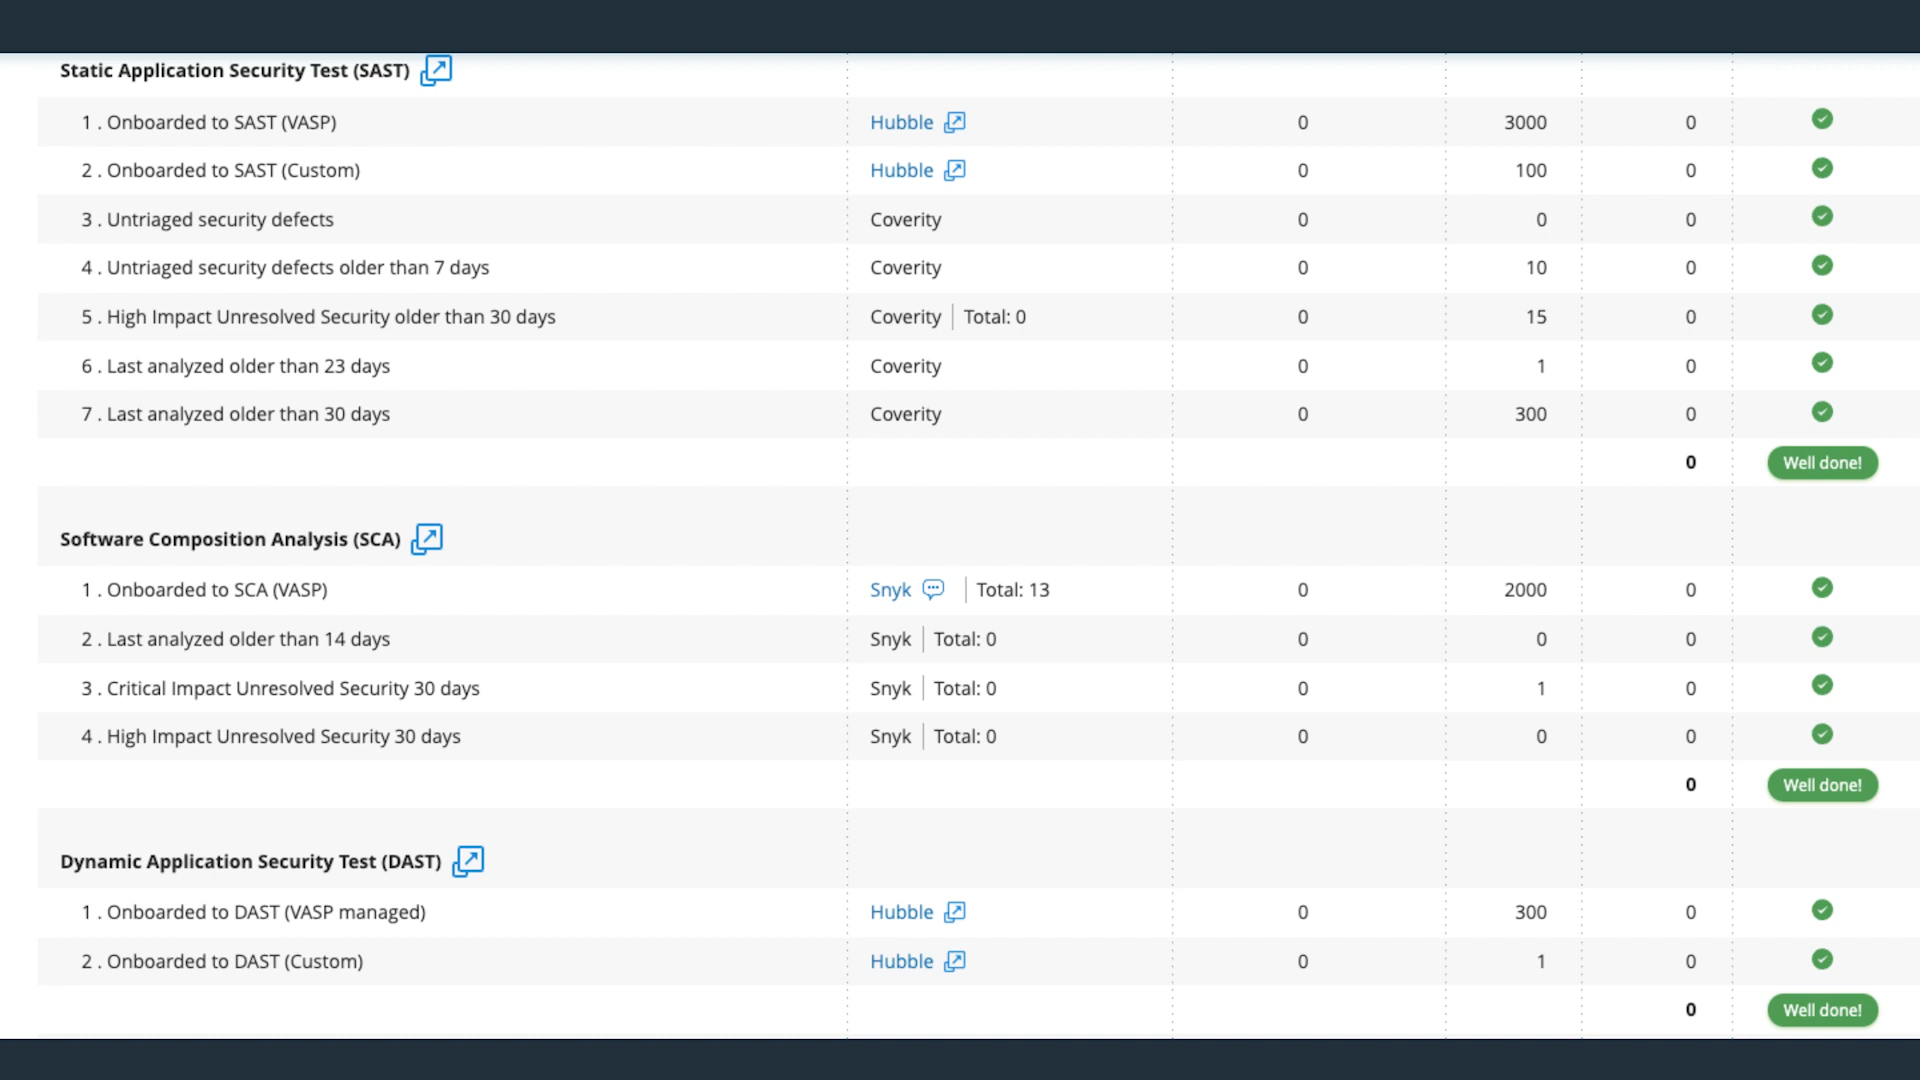 Static Application Security Test (SAST)
1 . Onboarded to SAST (VASP) Hubble 0 3000 0
2 . Onboarded to SAST (Custom) Hubble 0 100 0
3 . Untriaged security defects Coverity 0 0 0
4 . Untriaged security defects older than 7 days Coverity 0 10 0
5 . High Impact Unresolved Security older than 30 days Coverity Total: 0 0 15 0
6 . Last analyzed older than 23 days Coverity 0 1 0
7 . Last analyzed older than 30 days Coverity 0 300 0
0 Well done!
Software Composition Analysis (SCA)
1 . Onboarded to SCA (VASP) Snyk Total: 13 0 2000 0
2 . Last analyzed older than 14 days Snyk Total: 0 0 0 0
3 . Critical Impact Unresolved Security 30 days Snyk Total: 0 0 1 0
4 . High Impact Unresolved Security 30 days Snyk Total: 0 0 0 0
0 Well done!
Dynamic Application Security Test (DAST)
1 . Onboarded to DAST (VASP managed) Hubble 0 300 0
2 . Onboarded to DAST (Custom) Hubble 0 1 0
0 Well done!